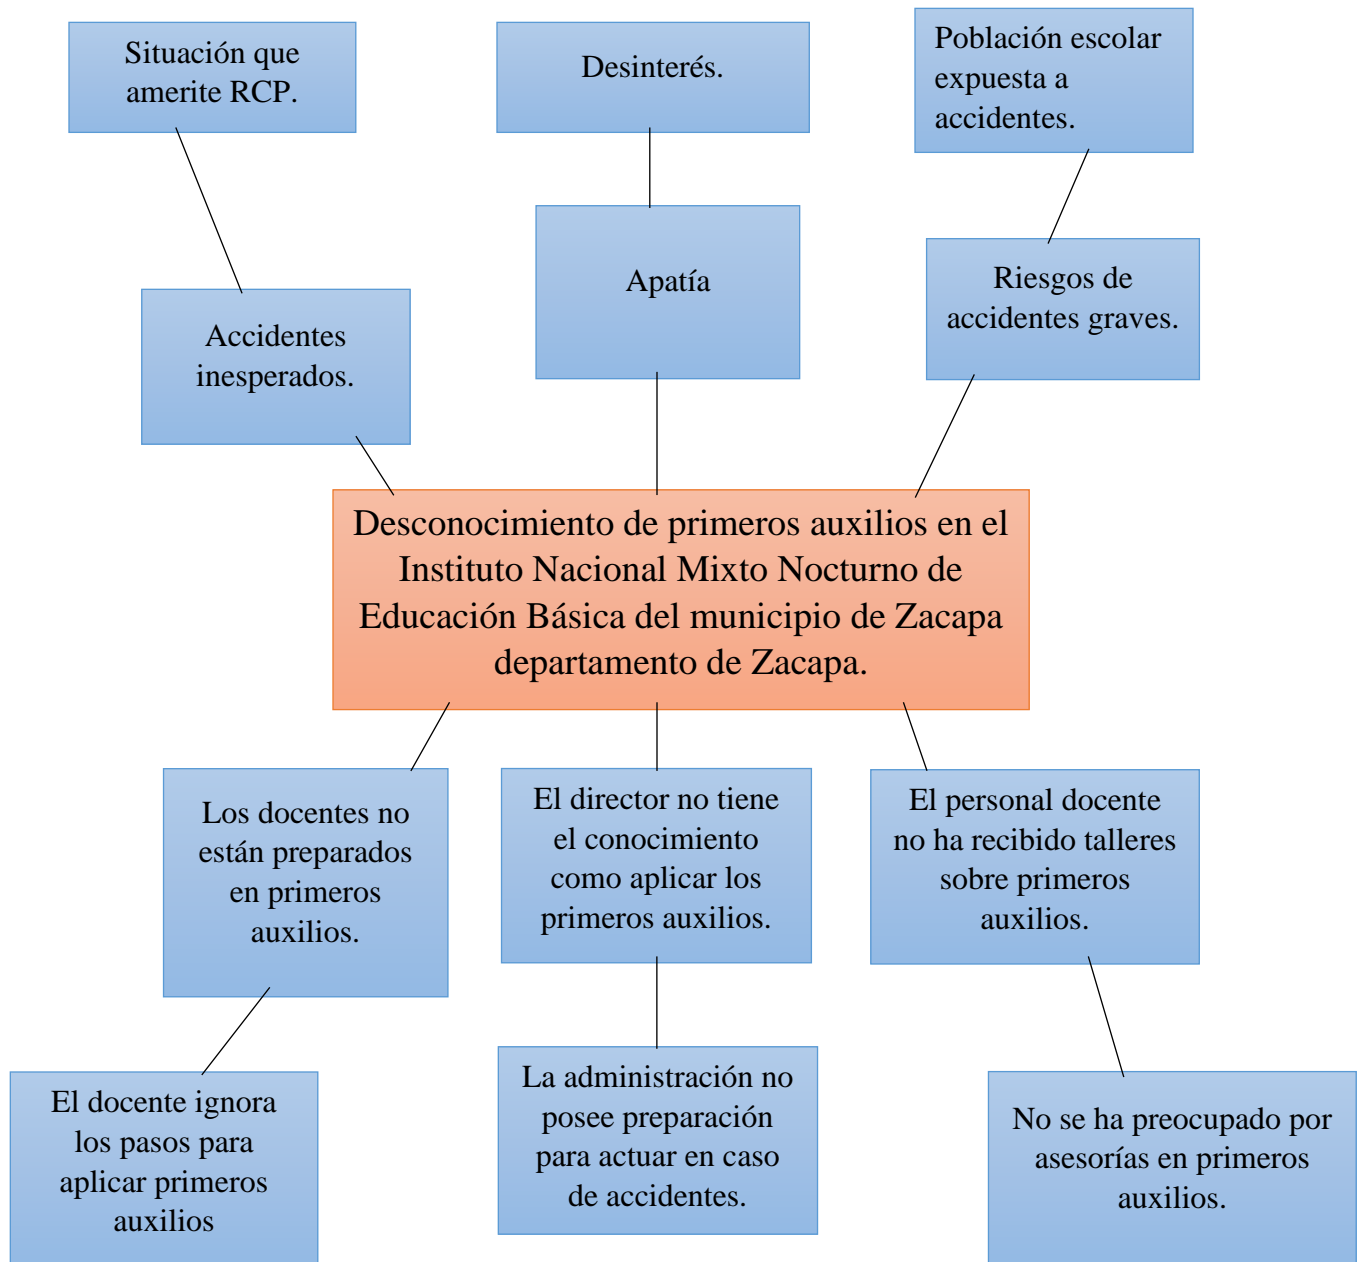 Situación que
amerite RCP.
Desinterés.
Población escolar
expuesta a
accidentes.
Accidentes
inesperados.
Apatía
Riesgos de
accidentes graves.
Desconocimiento de primeros auxilios en el
Instituto Nacional Mixto Nocturno de
Educación Básica del municipio de Zacapa
departamento de Zacapa.
Los docentes no
están preparados
en primeros
auxilios.
El director no tiene
el conocimiento
como aplicar los
primeros auxilios.
El personal docente
no ha recibido talleres
sobre primeros
auxilios.
El docente ignora
los pasos para
aplicar primeros
auxilios
La administración no
posee preparación
para actuar en caso
de accidentes.
No se ha preocupado por
asesorías en primeros
auxilios.